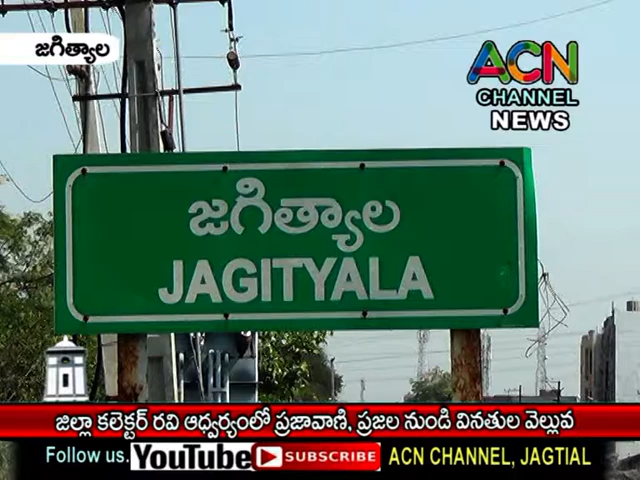 జగిత్యాల
ACN
CHANNEL
NEWS
జగిత్యాల
JAGITYALA
జిల్లా కలెక్టర్ రవి ఆధ్వర్యంలో ప్రజావాణి, ప్రజల నుండి వినతుల వెల్లువ
Follow us. YouTube SUBSCRIBE ACN CHANNEL, JAGTIAL